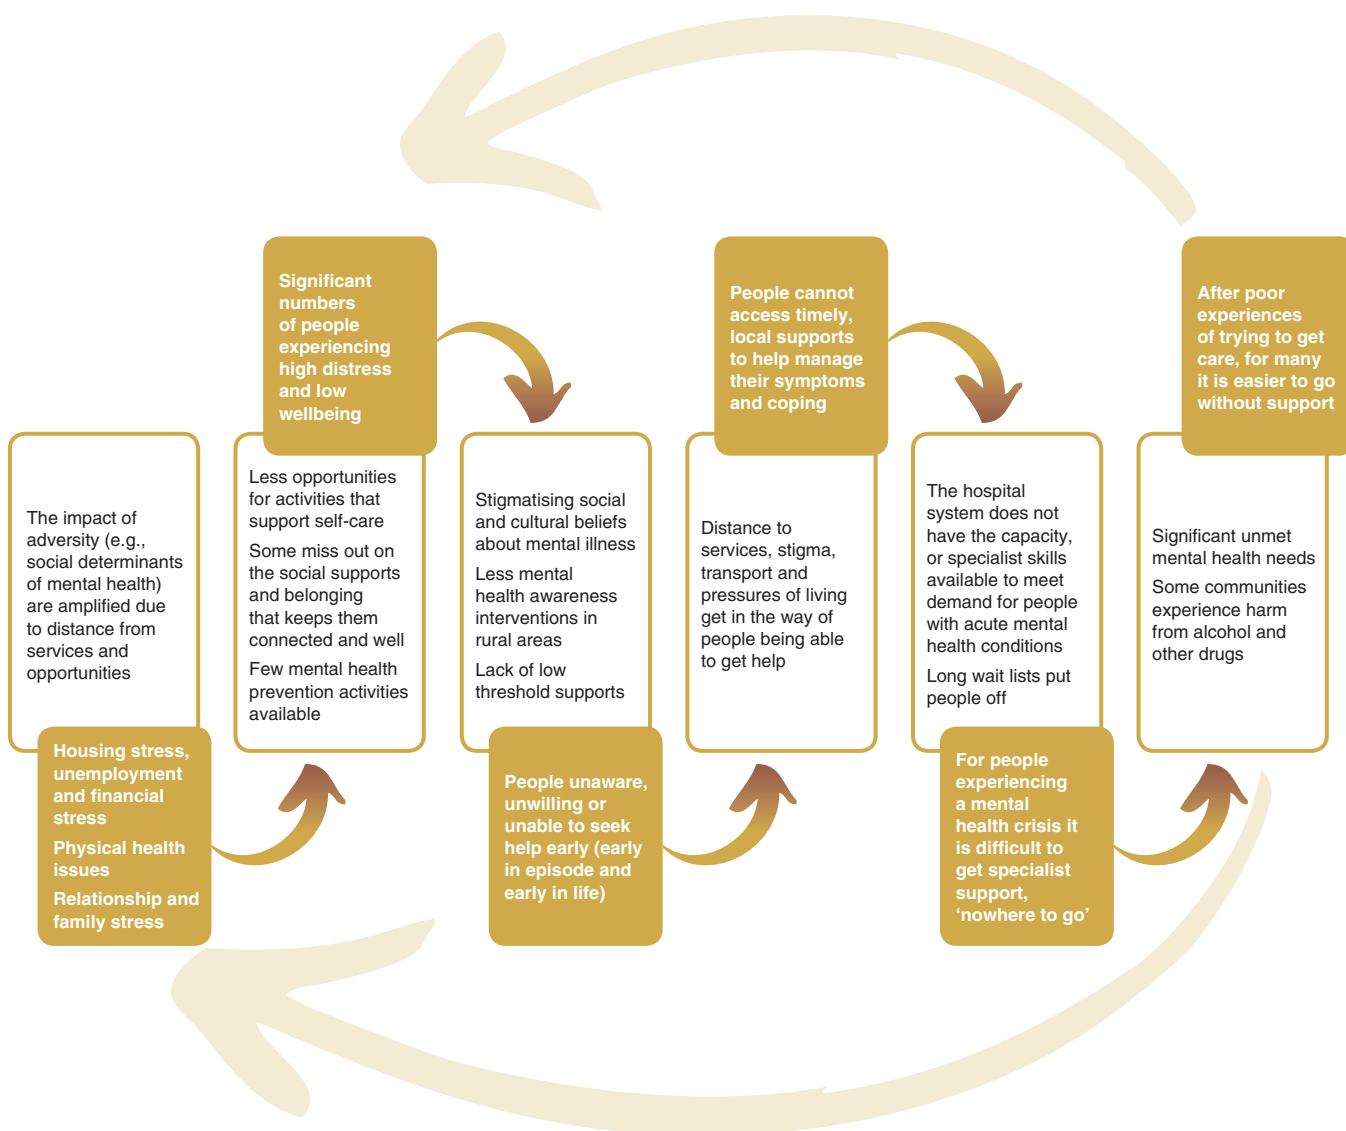 The impact of
adversity (e.g.,
social determinants
of mental health)
are amplified due
to distance from
services and
opportunities
Housing stress,
unemployment
and financial
stress
Physical health
issues
Relationship and
family stress
Significant
numbers
of people
experiencing
high distress
and low
wellbeing
Less opportunities
for activities that
support self-care
Some miss out on
the social supports
and belonging
that keeps them
connected and well
Few mental health
prevention activities
available
Stigmatising social
and cultural beliefs
about mental illness
Less mental
health awareness
interventions in
rural areas
Lack of low
threshold supports
People unaware,
unwilling or
unable to seek
help early (early
in episode and
early in life)
People cannot
access timely,
local supports
to help manage
their symptoms
and coping
Distance to
services, stigma,
transport and
pressures of living
get in the way of
people being able
to get help
The hospital
system does not
have the capacity,
or specialist skills
available to meet
demand for people
with acute mental
health conditions
Long wait lists put
people off
For people
experiencing
a mental
health crisis it
is difficult to
get specialist
support,
‘nowhere to go’
After poor
experiences
of trying to get
care, for many
it is easier to go
without support
Significant unmet
mental health needs
Some communities
experience harm
from alcohol and
other drugs